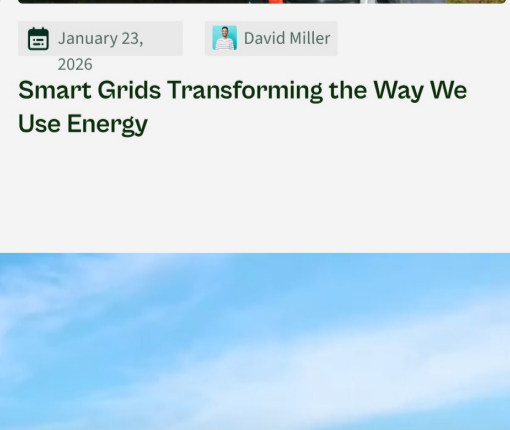 January 23,
2026
David Miller
Smart Grids Transforming the Way We
Use Energy